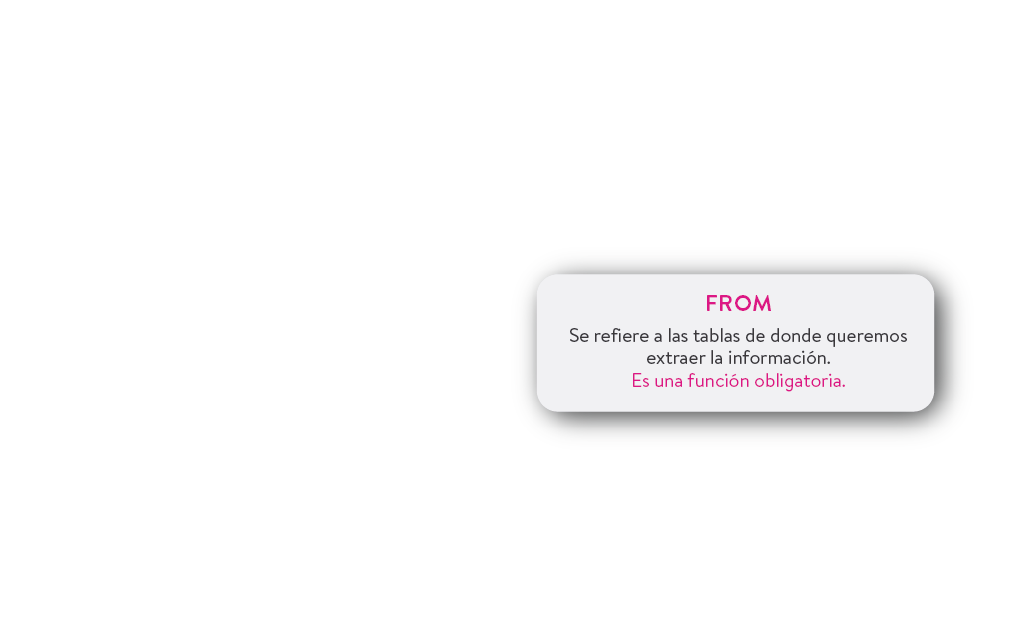 FROM
Se refiere a las tablas de donde queremos
extraer la información.
Es una función obligatoria.